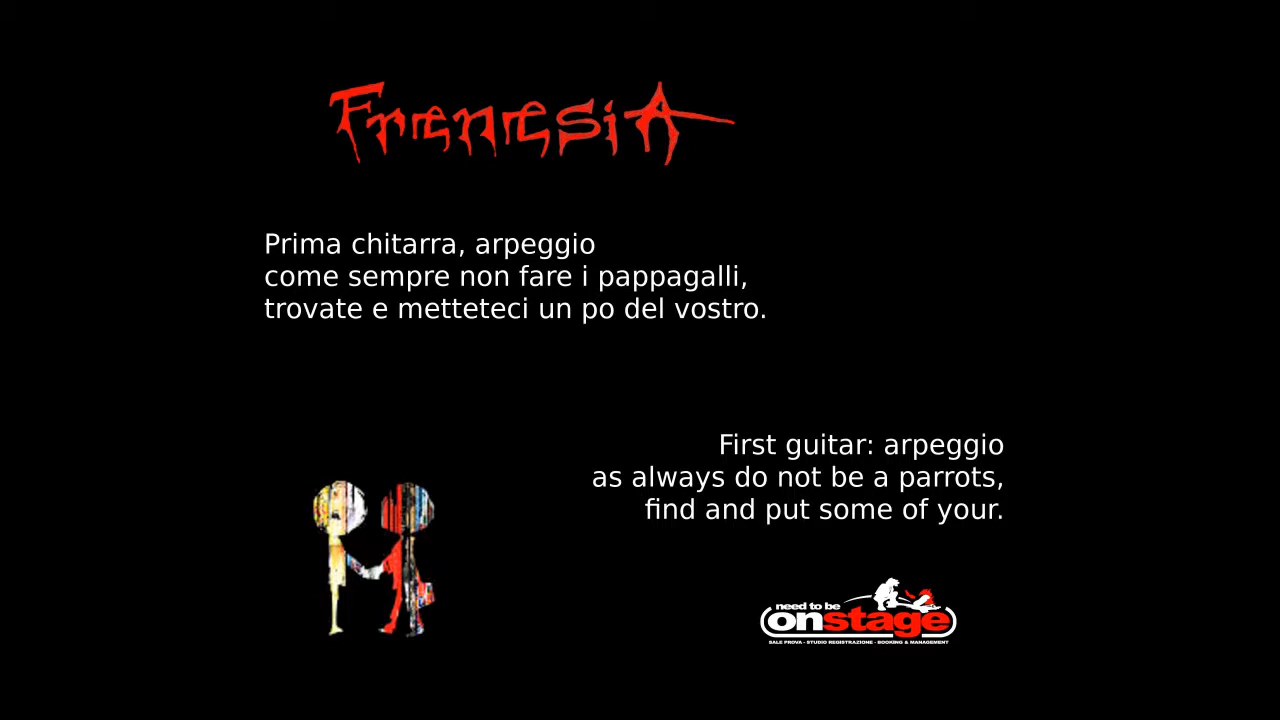 FrenesiA
Prima chitarra, arpeggio
come sempre non fare i pappagalli,
trovate e metteteci un po del vostro.
First guitar: arpeggio
as always do not be a parrots,
find and put some of your.
need to be
onstage
SALE PROVA - STUDIO REGISTRAZIONE - BOOKING & MANAGEMENT